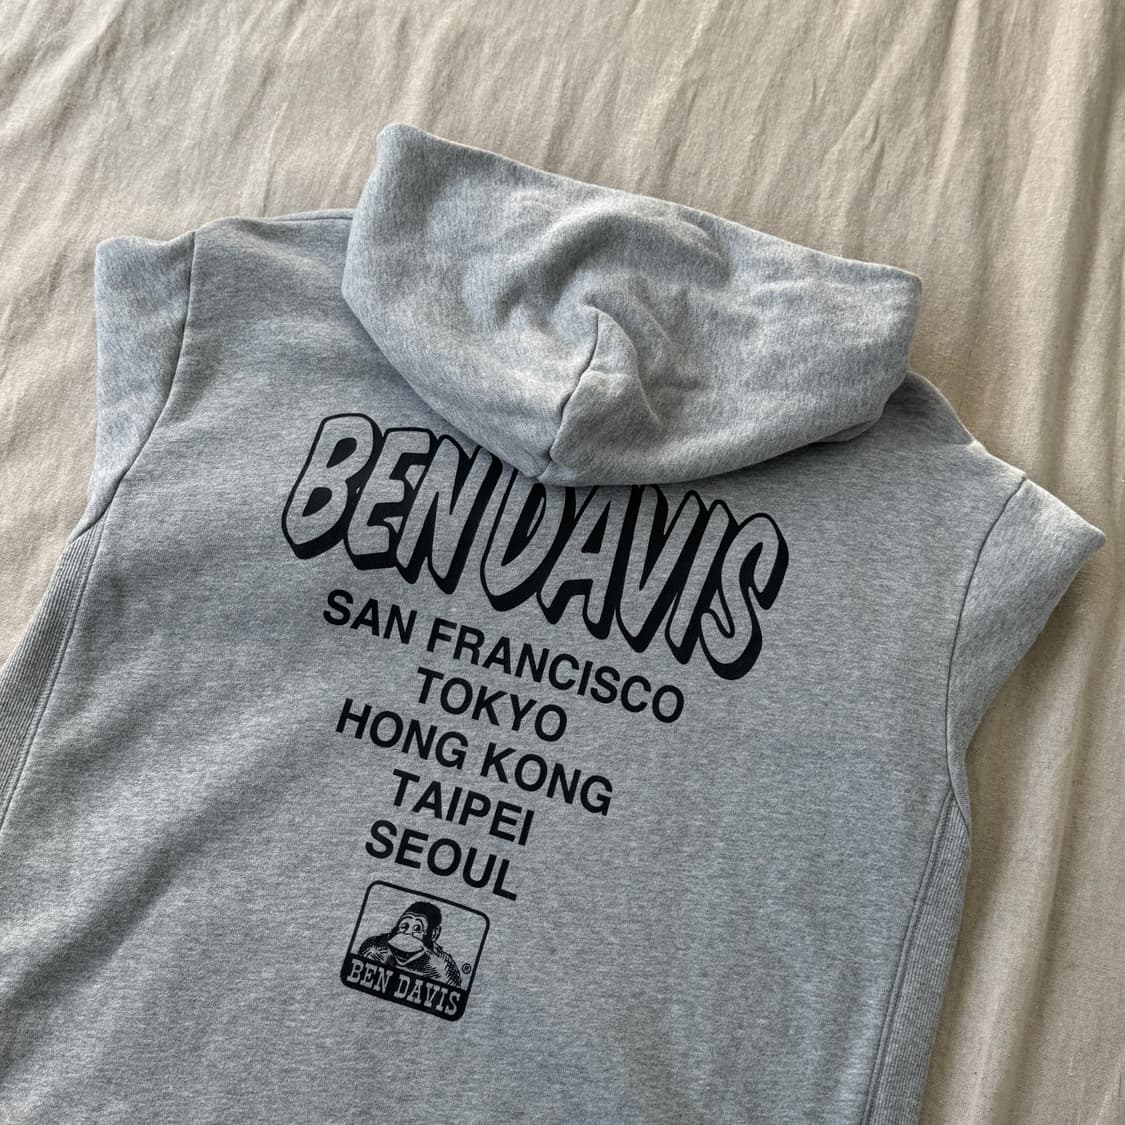 BEN DAVIS
SAN FRANCISCO
TOKYO
HONG KONG
TAIPEI
SEOUL
®
BEN DAVIS